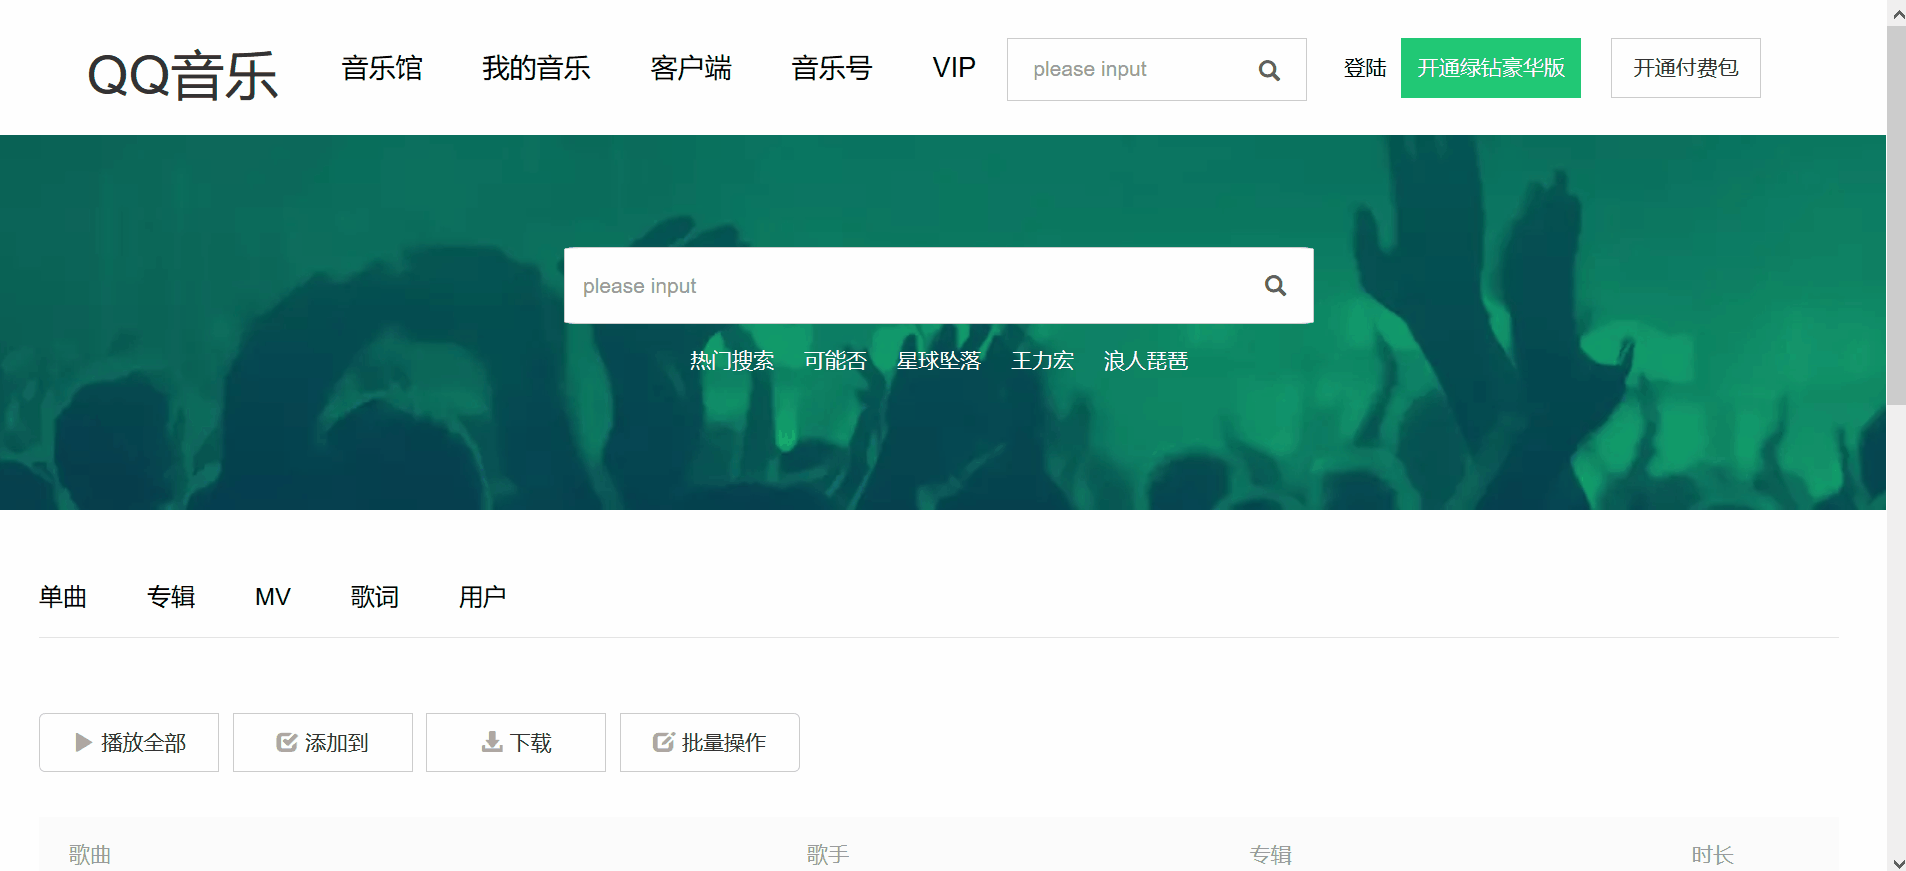 QQ音乐 音乐馆 我的音乐 客户端 音乐号 VIP please input 登陆 开通绿钻豪华版 开通付费包
please input
热门搜索 可能否 星球坠落 王力宏 浪人琵琶
单曲 专辑 MV 歌词 用户
播放全部 添加到 下载 批量操作
歌曲 歌手 专辑 时长